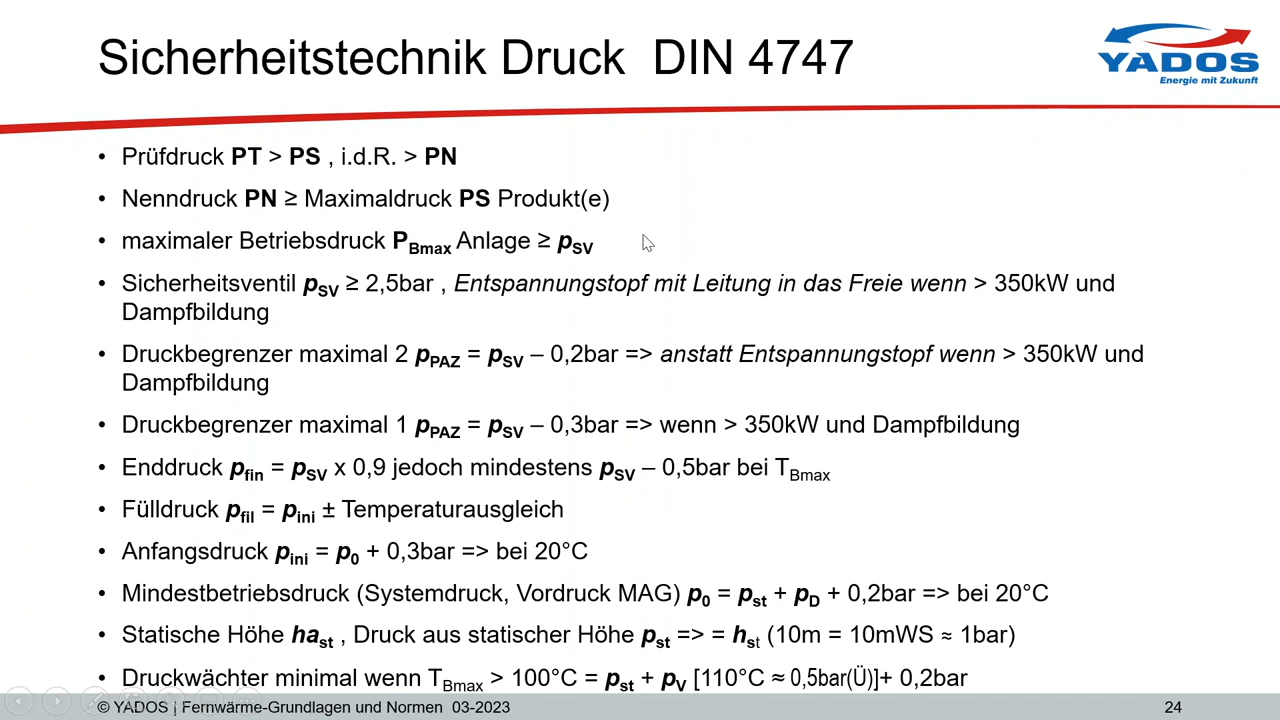 Sicherheitstechnik Druck DIN 4747
YADOS
Energie mit Zukunft
• Prüfdruck PT > PS , i.d.R. > PN
• Nenndruck PN ≥ Maximaldruck PS Produkt(e)
• maximaler Betriebsdruck PBmax Anlage ≥ pSV
• Sicherheitsventil pSV ≥ 2,5bar , Entspannungstopf mit Leitung in das Freie wenn > 350kW und
Dampfbildung
• Druckbegrenzer maximal 2 pPAZ = pSV – 0,2bar => anstatt Entspannungstopf wenn > 350kW und
Dampfbildung
• Druckbegrenzer maximal 1 pPAZ = pSV – 0,3bar => wenn > 350kW und Dampfbildung
• Enddruck pfin = pSV x 0,9 jedoch mindestens pSV – 0,5bar bei TBmax
• Fülldruck pfil = pini ± Temperaturausgleich
• Anfangsdruck pini = p0 + 0,3bar => bei 20°C
• Mindestbetriebsdruck (Systemdruck, Vordruck MAG) p0 = pst + pD + 0,2bar => bei 20°C
• Statische Höhe hast , Druck aus statischer Höhe pst => = hst (10m = 10mWS ≈ 1bar)
• Druckwächter minimal wenn TBmax > 100°C = pst + pV [110°C ≈ 0,5bar(Ü)]+ 0,2bar
© YADOS | Fernwärme-Grundlagen und Normen 03-2023
24